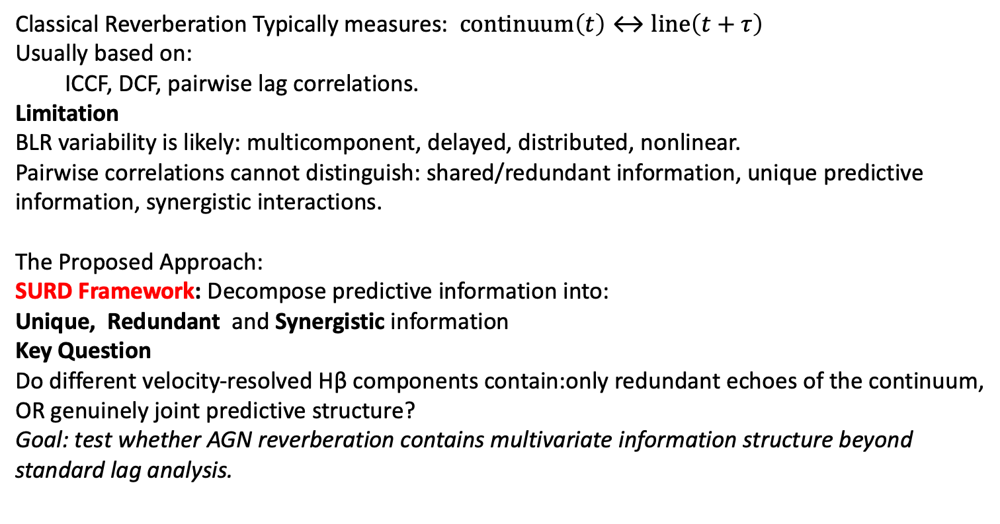 Classical Reverberation Typically measures: continuum(t) ↔ line(t + τ)
Usually based on:
ICCF, DCF, pairwise lag correlations.
Limitation
BLR variability is likely: multicomponent, delayed, distributed, nonlinear.
Pairwise correlations cannot distinguish: shared/redundant information, unique predictive
information, synergistic interactions.
The Proposed Approach:
SURD Framework: Decompose predictive information into:
Unique, Redundant and Synergistic information
Key Question
Do different velocity-resolved Hβ components contain:only redundant echoes of the continuum,
OR genuinely joint predictive structure?
Goal: test whether AGN reverberation contains multivariate information structure beyond
standard lag analysis.